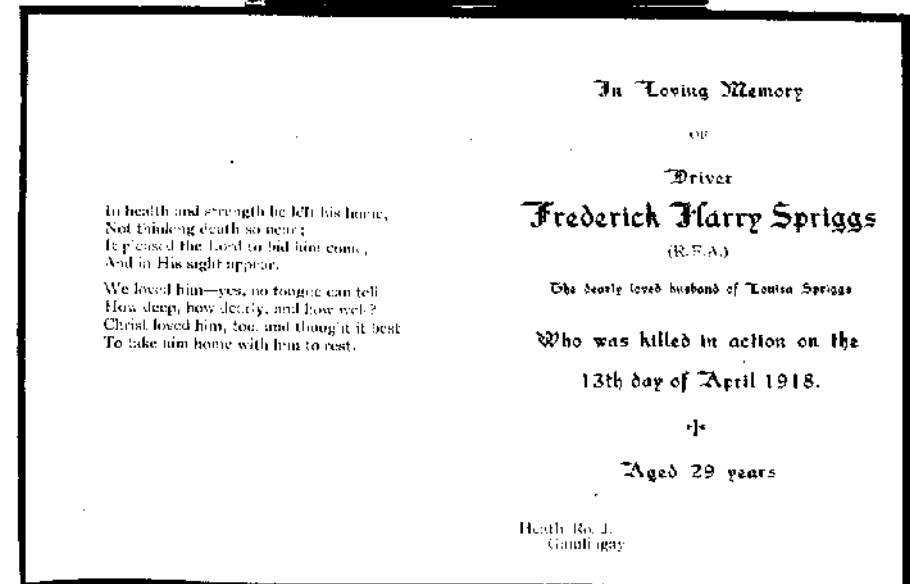 In health and strength he left his home,
Not thinking death so near;
It pleased the Lord to bid him come,
And in His sight appear.
We loved him—yes, no tongue can tell
How deep, how dearly, and how well?
Christ loved him, too, and thought it best
To take him home with him to rest.
In Loving Memory
OF
Driver
Frederick Harry Spriggs
(R.F.A.)
The dearly loved husband of Louisa Spriggs
Who was killed in action on the
13th day of April 1918.
Aged 29 years
Heath Road,
Gamlingay